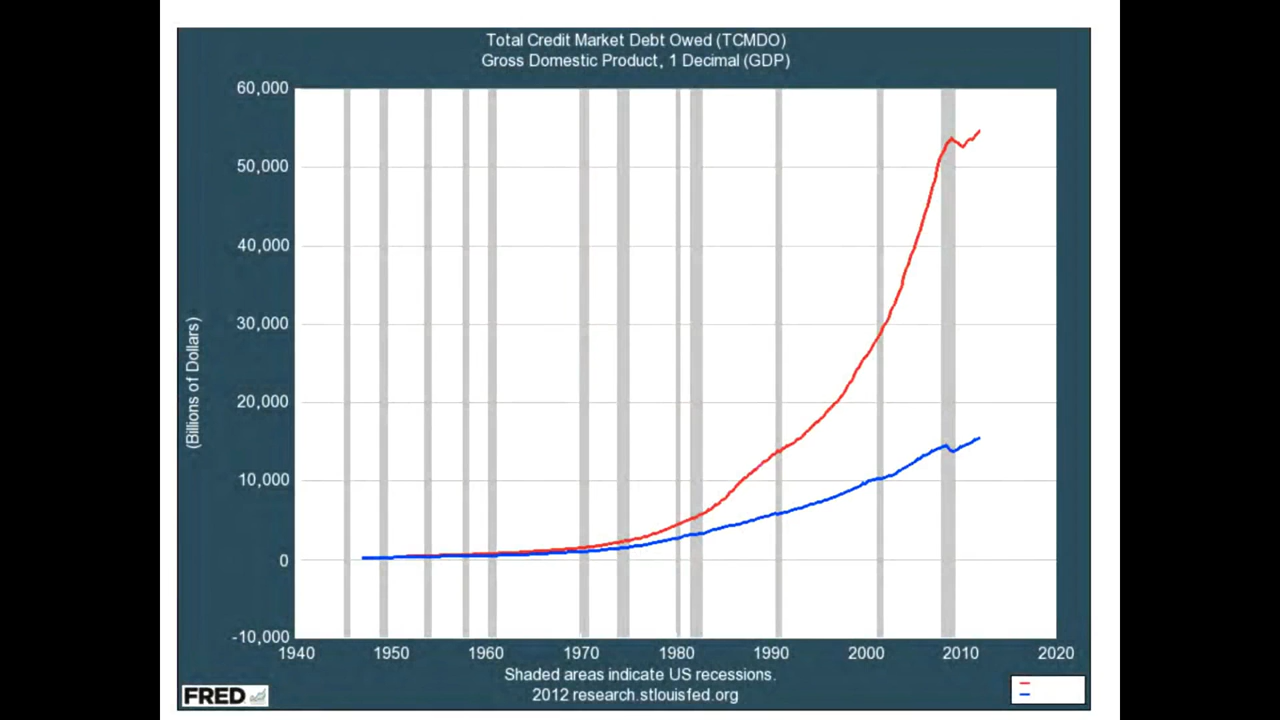 Total Credit Market Debt Owed (TCMDO)
Gross Domestic Product, 1 Decimal (GDP)
60,000
50,000
40,000
30,000
20,000
10,000
0
-10,000
(Billions of Dollars)
1940 1950 1960 1970 1980 1990 2000 2010 2020
Shaded areas indicate US recessions.
2012 research.stlouisfed.org
FRED